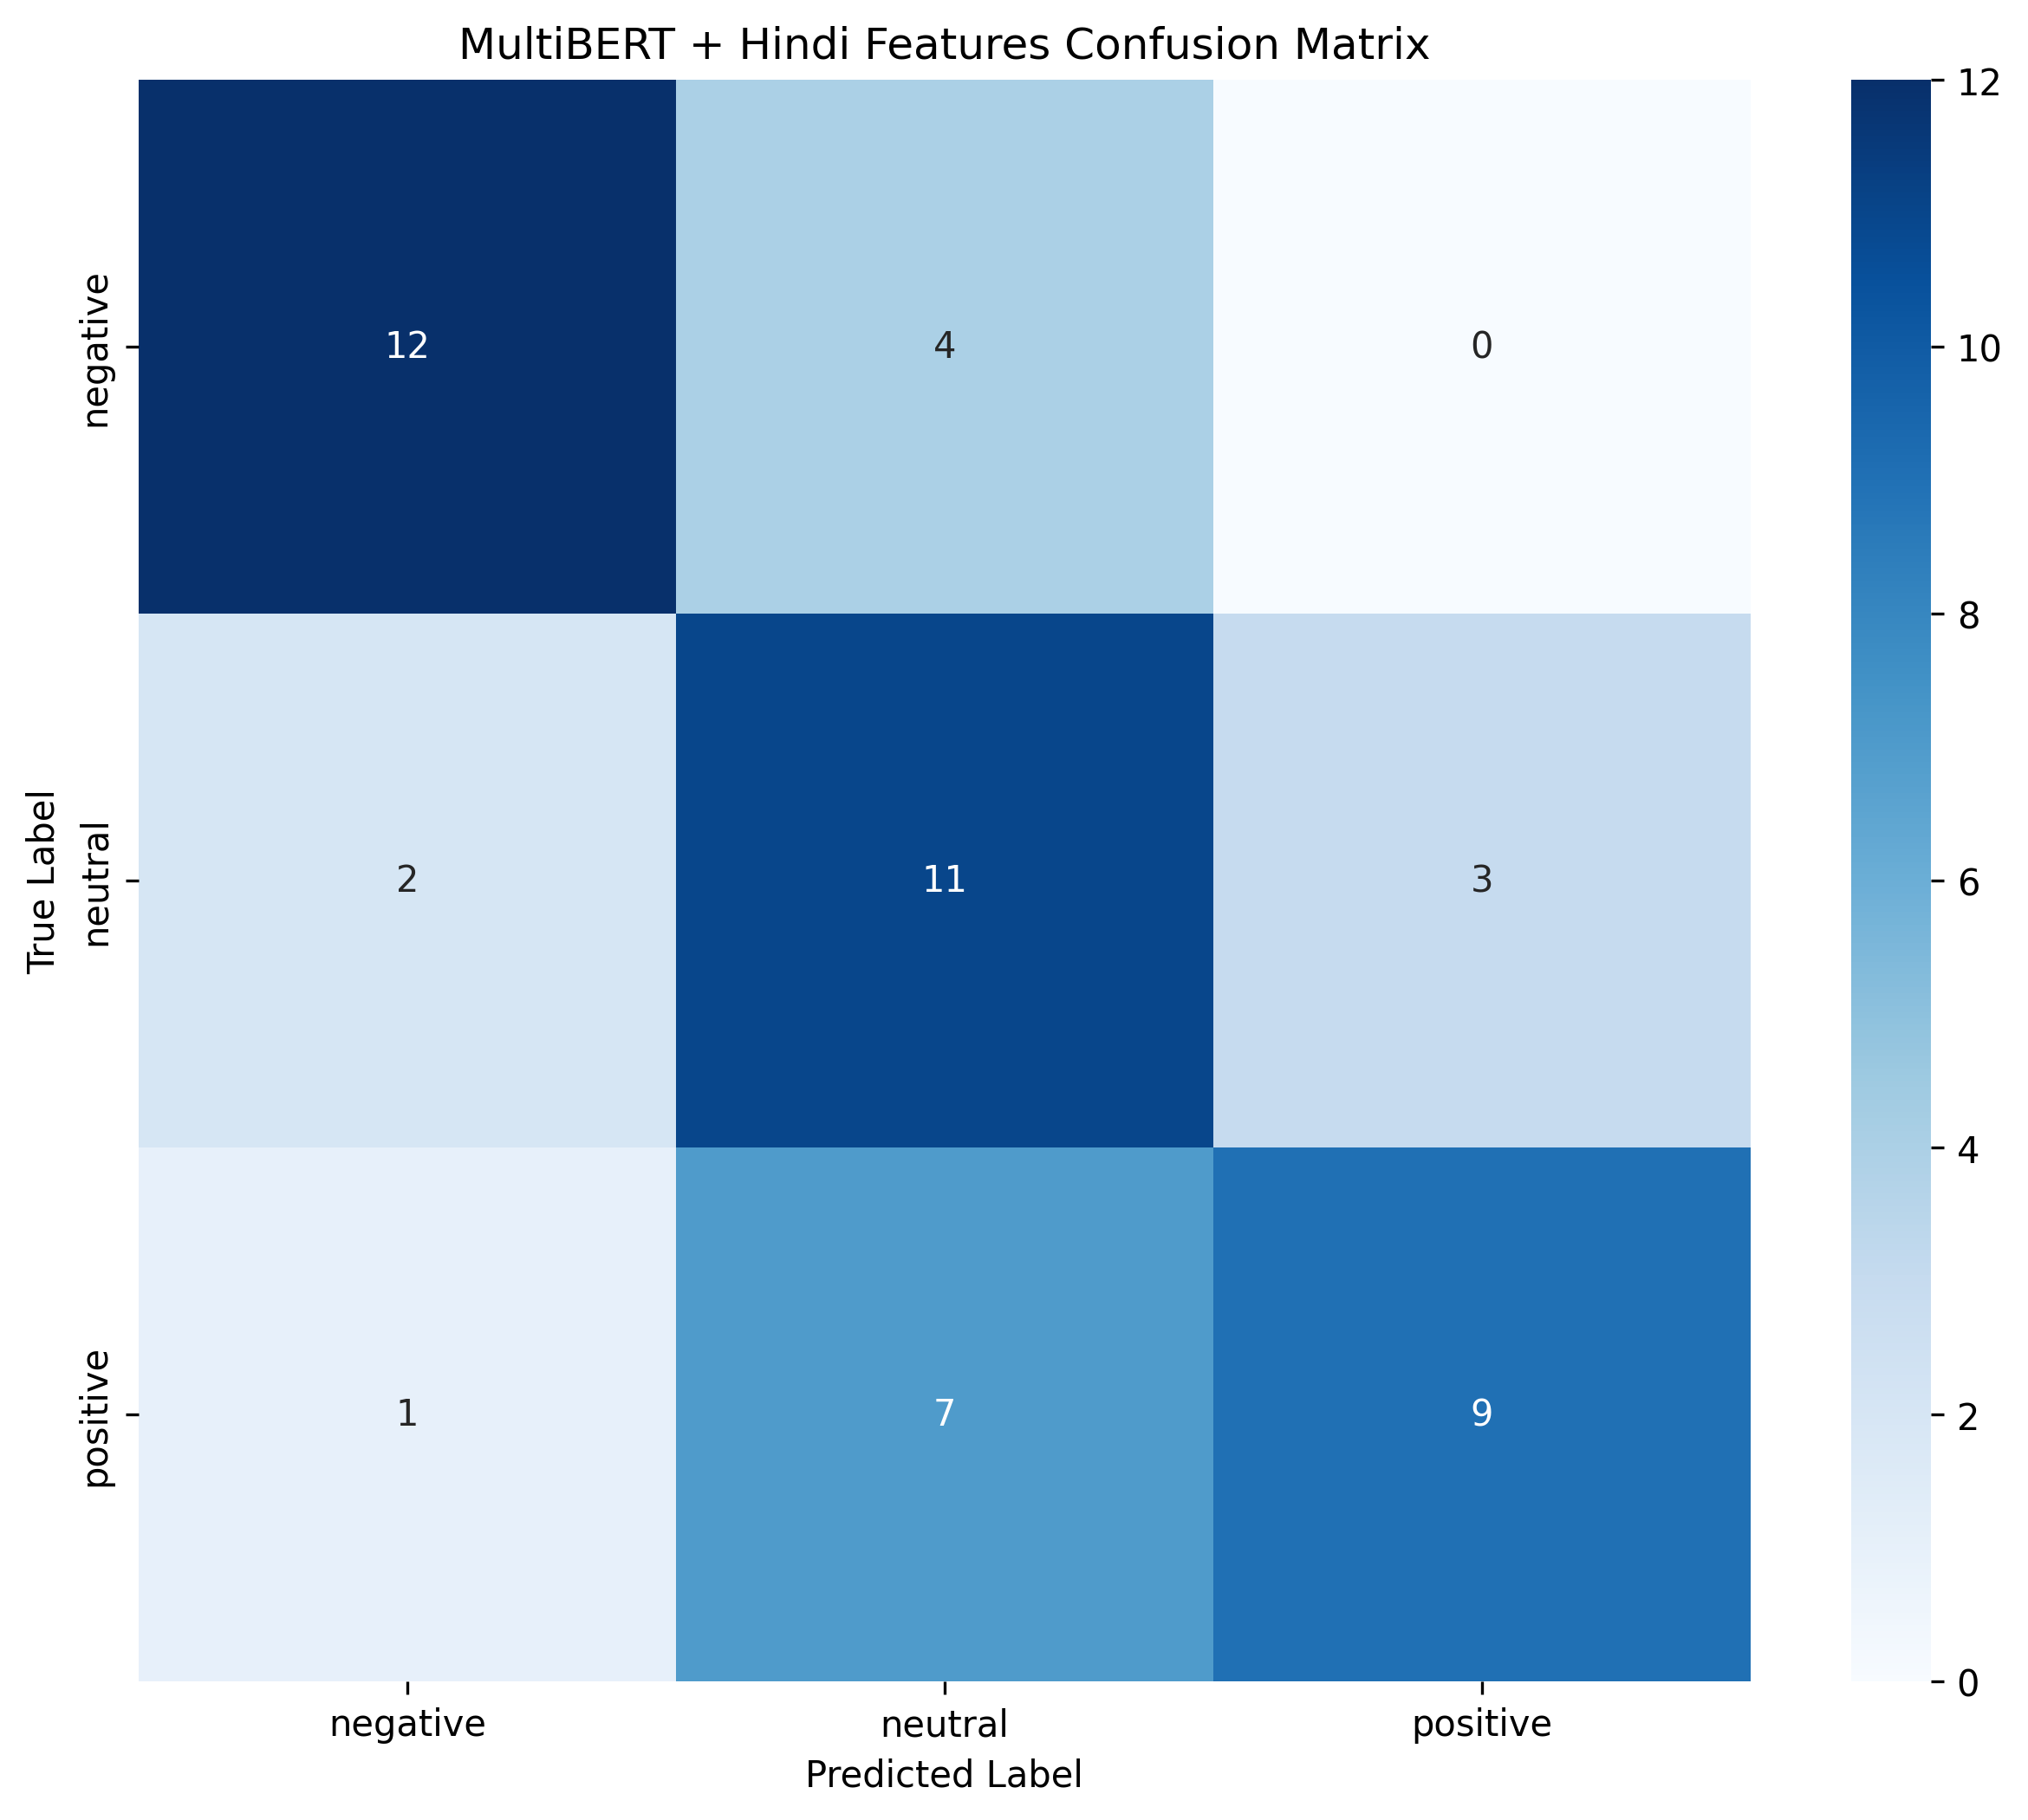 MultiBERT + Hindi Features Confusion Matrix
True Label
negative
12 4 0
neutral
2 11 3
positive
1 7 9
negative neutral positive
Predicted Label
12
10
8
6
4
2
0